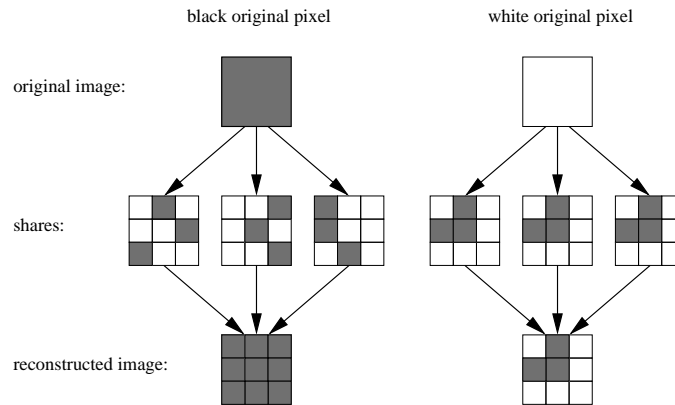 black original pixel
white original pixel
original image:
shares:
reconstructed image: